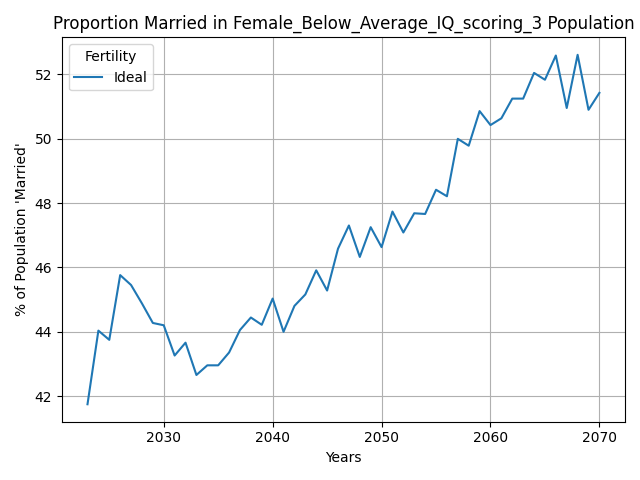 Proportion Married in Female_Below_Average_IQ_scoring_3 Population
Fertility
Ideal
% of Population 'Married'
52
50
48
46
44
42
2030
2040
2050
2060
2070
Years